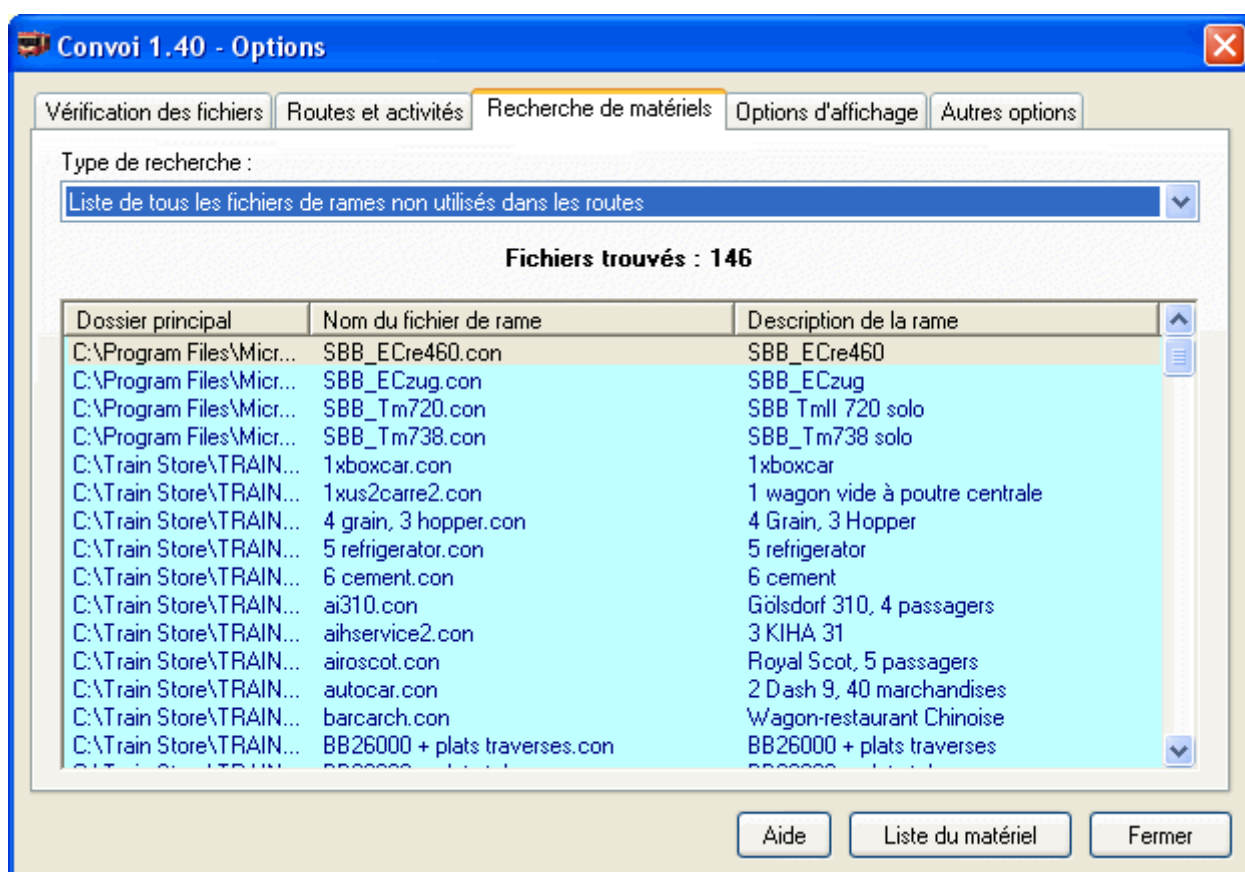 Convoi 1.40 - Options
Vérification des fichiers Routes et activités Recherche de matériels Options d'affichage Autres options
Type de recherche :
Liste de tous les fichiers de rames non utilisés dans les routes
Fichiers trouvés : 146
Dossier principal Nom du fichier de rame Description de la rame
C:\Program Files\Micr... SBB_ECre460.con SBB_ECre460
C:\Program Files\Micr... SBB_ECzug.con SBB_ECzug
C:\Program Files\Micr... SBB_Tm720.con SBB TmII 720 solo
C:\Program Files\Micr... SBB_Tm738.con SBB_Tm738 solo
C:\Train Store\TRAIN... 1xboxcar.con 1xboxcar
C:\Train Store\TRAIN... 1xus2carre2.con 1 wagon vide à poutre centrale
C:\Train Store\TRAIN... 4 grain, 3 hopper.con 4 Grain, 3 Hopper
C:\Train Store\TRAIN... 5 refrigerator.con 5 refrigerator
C:\Train Store\TRAIN... 6 cement.con 6 cement
C:\Train Store\TRAIN... ai310.con Gölsdorf 310, 4 passagers
C:\Train Store\TRAIN... aihservice2.con 3 KIHA 31
C:\Train Store\TRAIN... airoscot.con Royal Scot, 5 passagers
C:\Train Store\TRAIN... autocar.con 2 Dash 9, 40 marchandises
C:\Train Store\TRAIN... barcarch.con Wagon-restaurant Chinoise
C:\Train Store\TRAIN... BB26000 + plats traverses.con BB26000 + plats traverses
Aide Liste du matériel Fermer